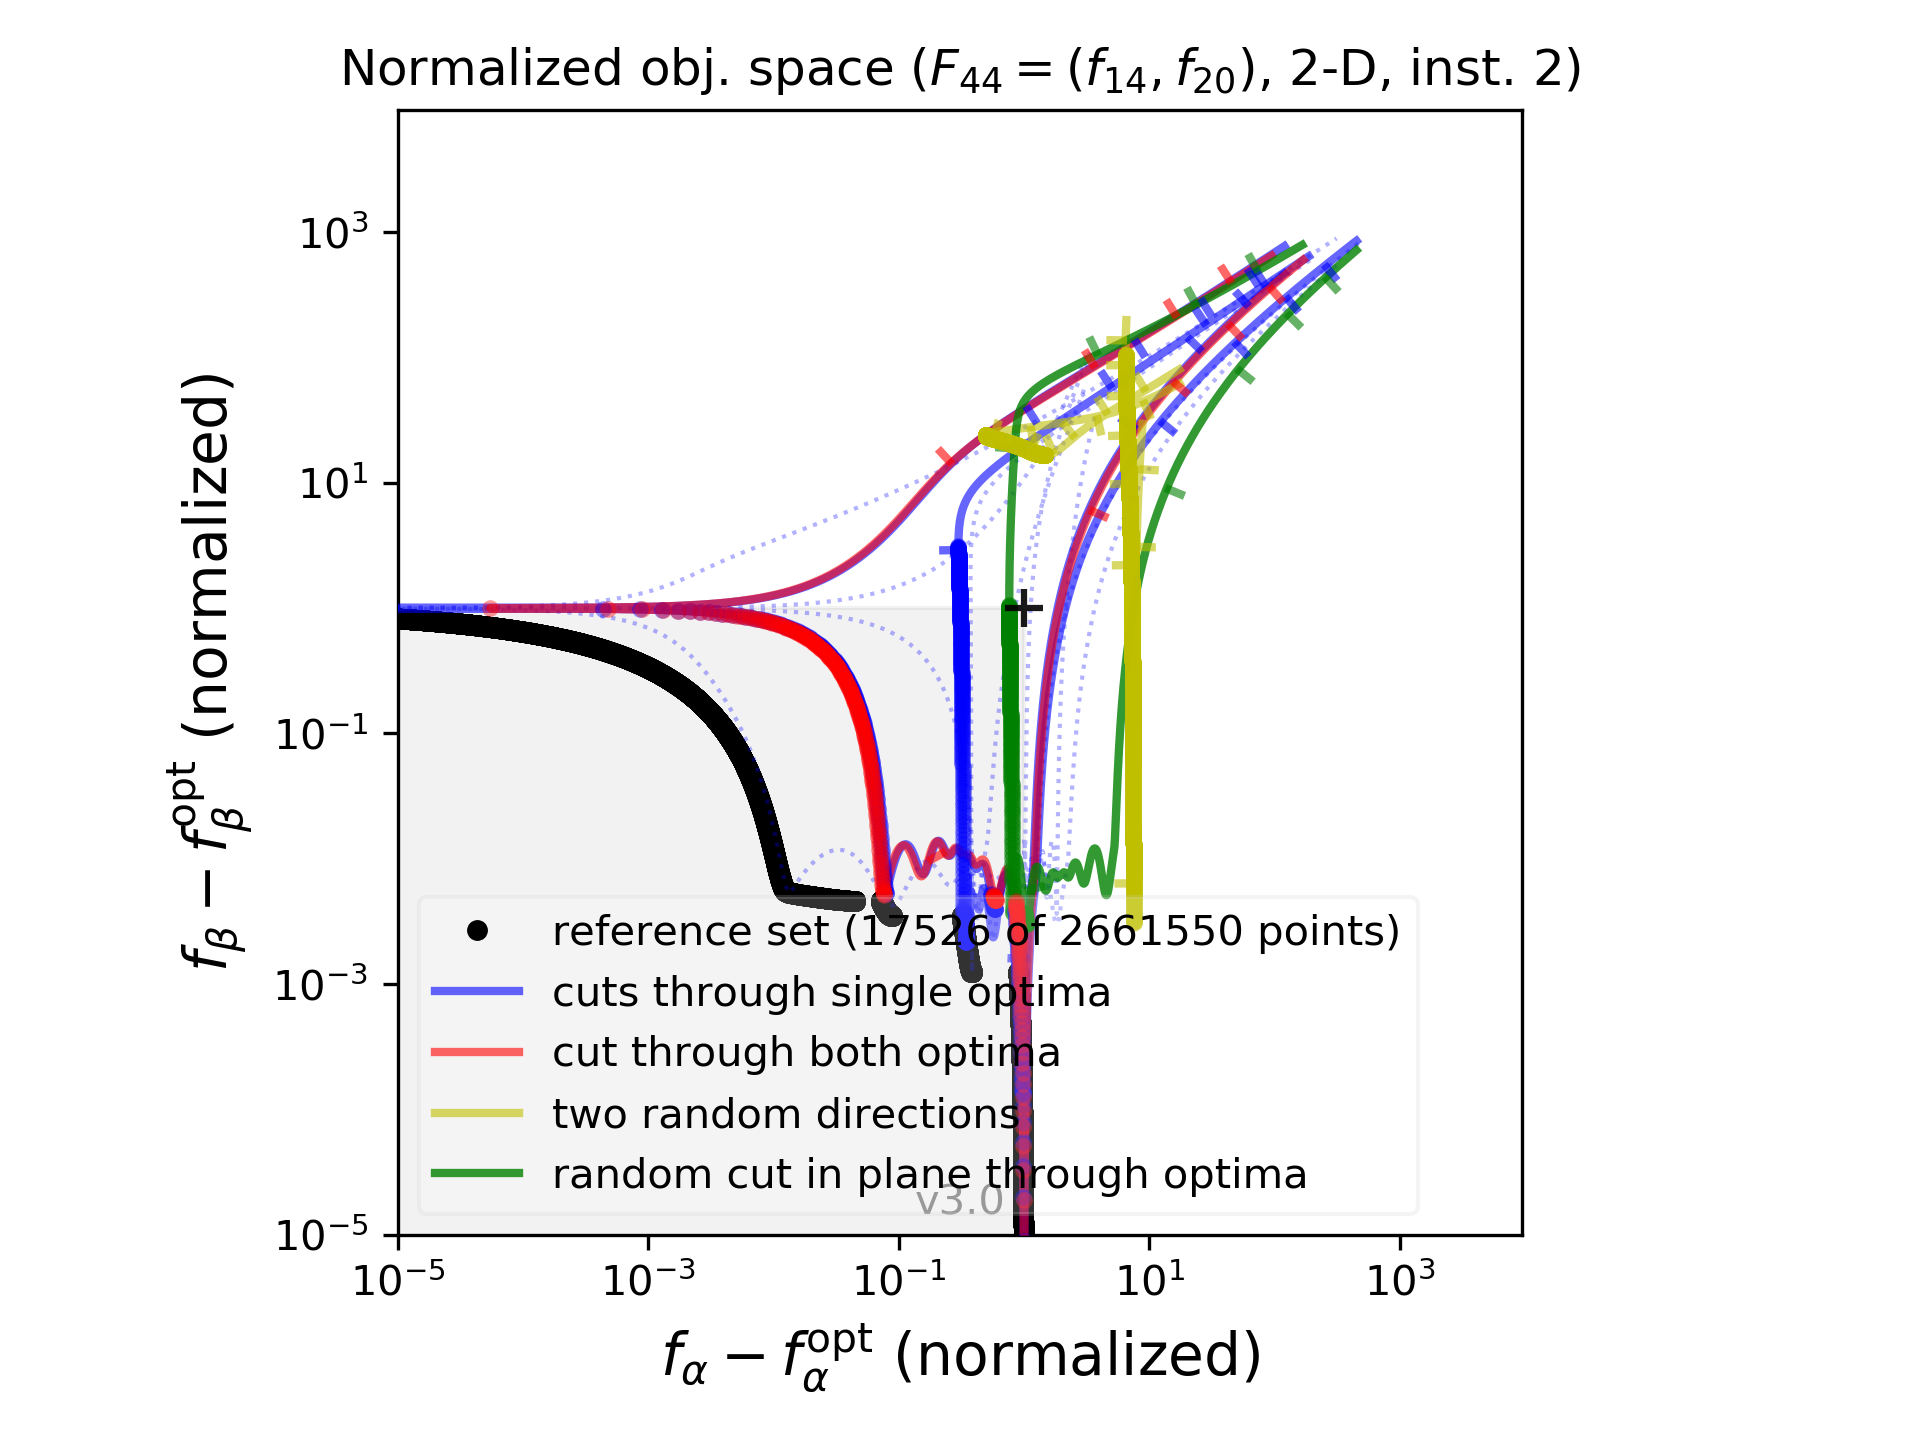 Normalized obj. space (F₄₄ = (f₁₄, f₂₀), 2-D, inst. 2)
f_β − f_β^opt (normalized)
10³
10¹
10⁻¹
10⁻³
10⁻⁵
reference set (17526 of 2661550 points)
cuts through single optima
cut through both optima
two random directions
random cut in plane through optima
v3.0
10⁻⁵ 10⁻³ 10⁻¹ 10¹ 10³
f_α − f_α^opt (normalized)